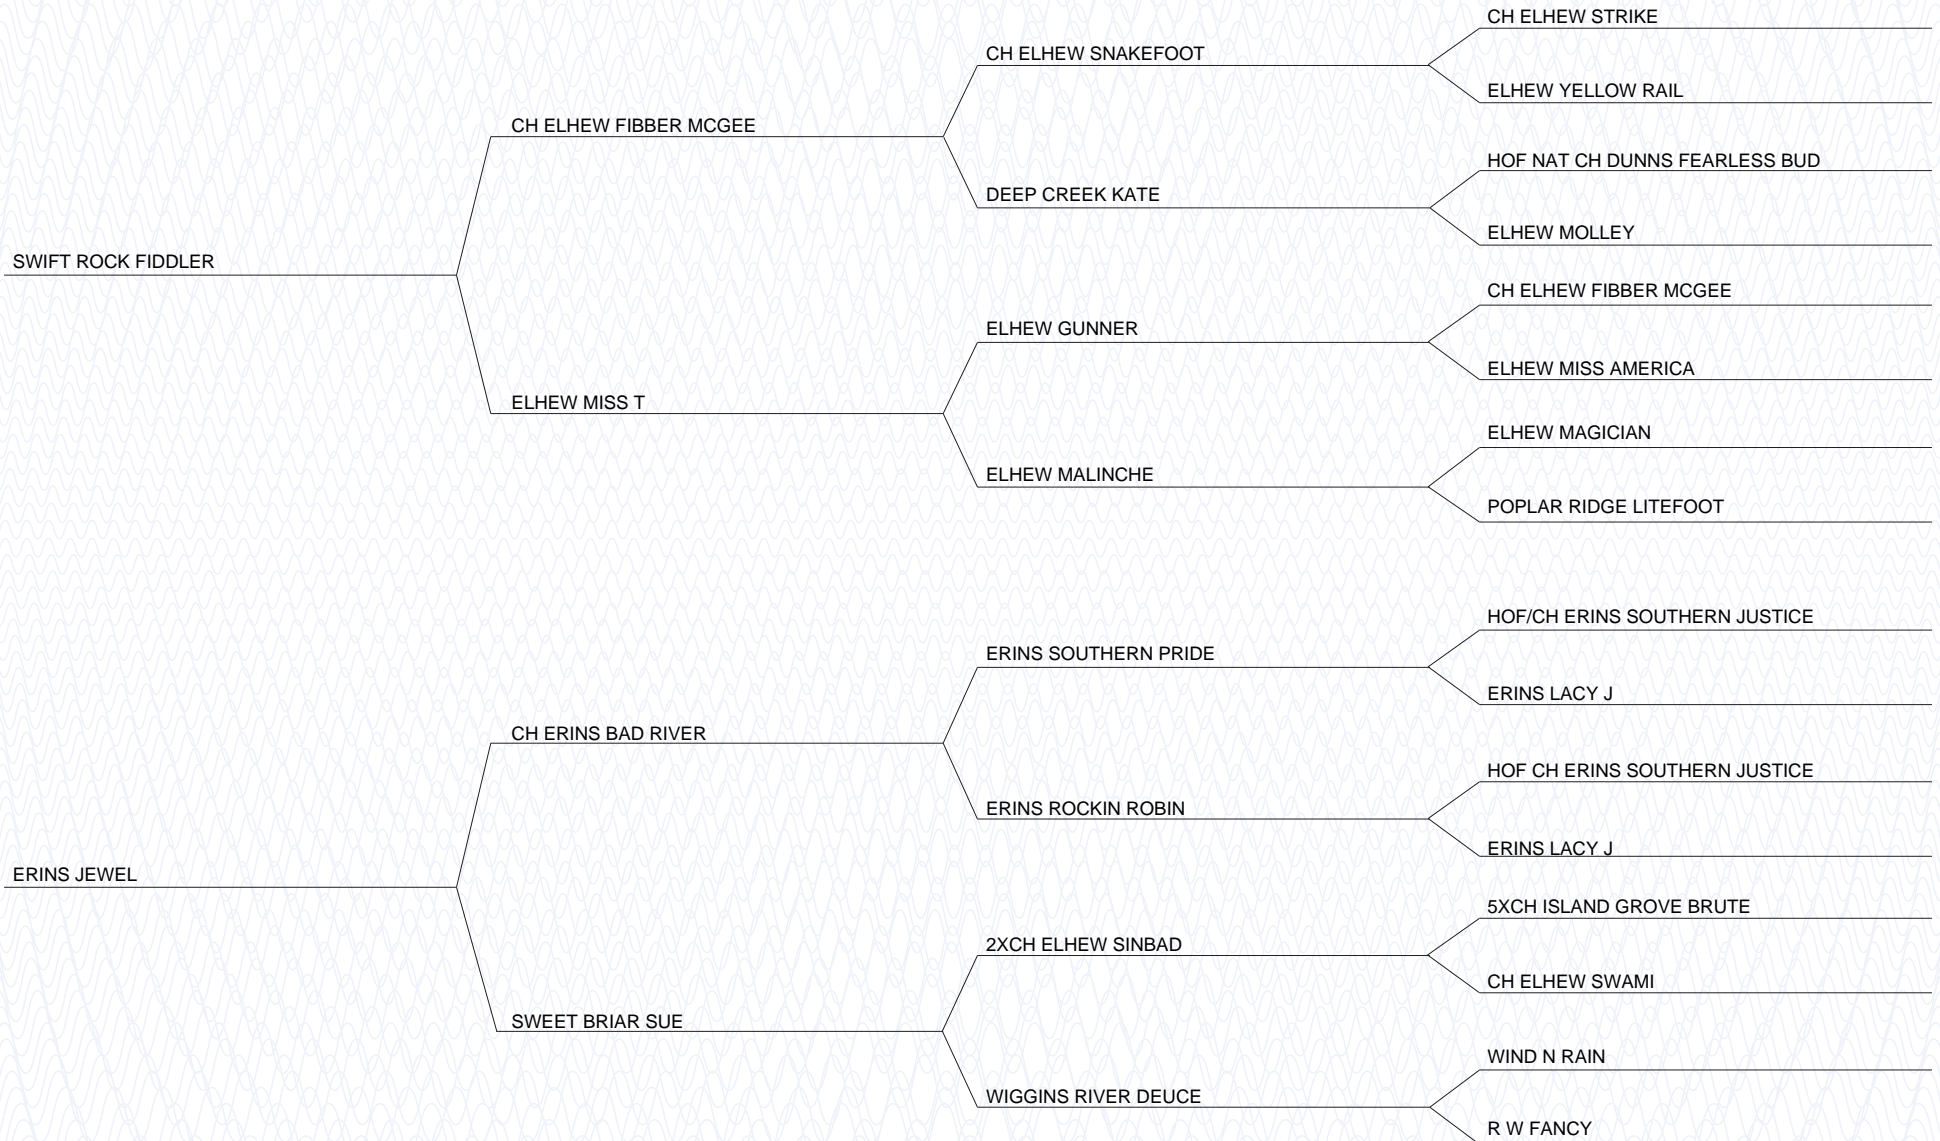 CH ELHEW STRIKE
CH ELHEW SNAKEFOOT
ELHEW YELLOW RAIL
CH ELHEW FIBBER MCGEE
HOF NAT CH DUNNS FEARLESS BUD
DEEP CREEK KATE
ELHEW MOLLEY
SWIFT ROCK FIDDLER
CH ELHEW FIBBER MCGEE
ELHEW GUNNER
ELHEW MISS AMERICA
ELHEW MISS T
ELHEW MAGICIAN
ELHEW MALINCHE
POPLAR RIDGE LITEFOOT
HOF/CH ERINS SOUTHERN JUSTICE
ERINS SOUTHERN PRIDE
ERINS LACY J
CH ERINS BAD RIVER
HOF CH ERINS SOUTHERN JUSTICE
ERINS ROCKIN ROBIN
ERINS LACY J
ERINS JEWEL
5XCH ISLAND GROVE BRUTE
2XCH ELHEW SINBAD
CH ELHEW SWAMI
SWEET BRIAR SUE
WIND N RAIN
WIGGINS RIVER DEUCE
R W FANCY